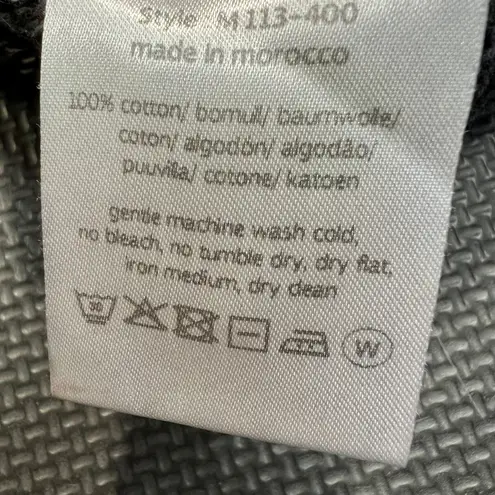 Style M113-400
made in morocco
100% cotton/ bomull/ baumwolle/
coton/ algodón/ algodão/
puuvilla/ cotone/ katoen
gentle machine wash cold,
no bleach, no tumble dry, dry flat,
iron medium, dry clean
30 W